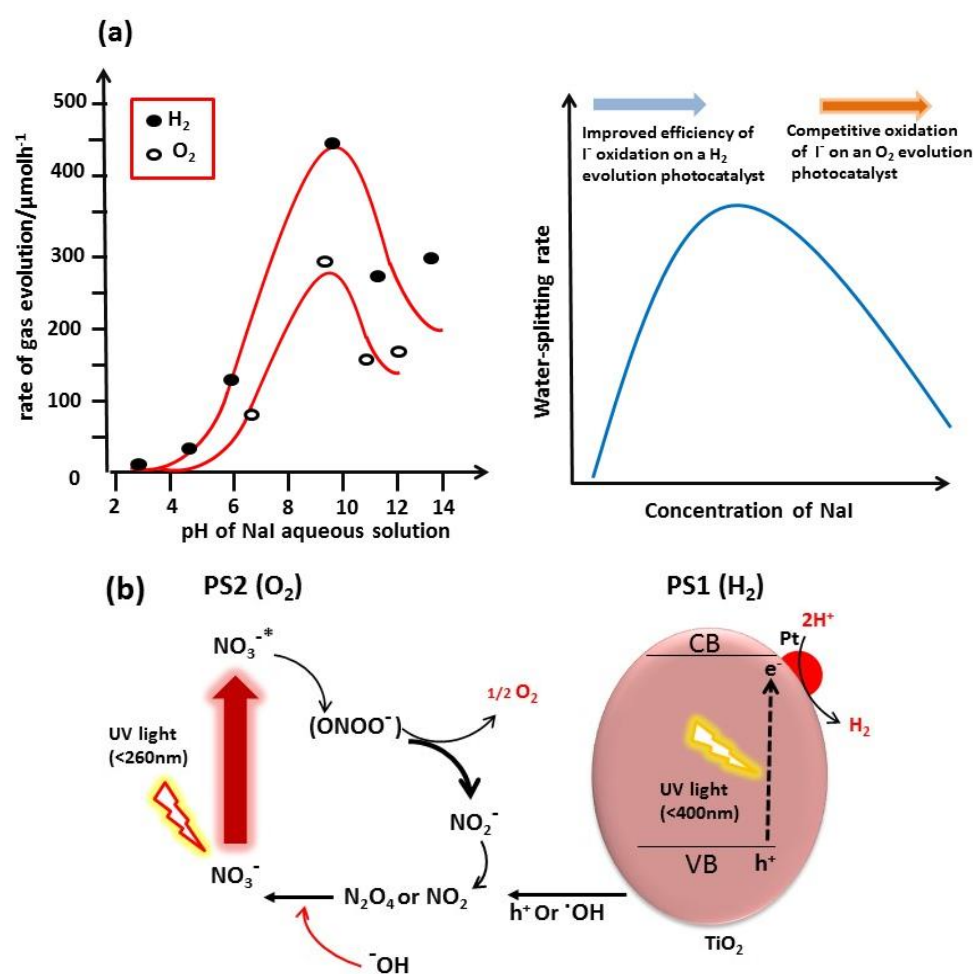 (a)
500
400
300
200
100
0
rate of gas evolution/µmolh⁻¹
H₂
O₂
2 4 6 8 10 12 14
pH of NaI aqueous solution
Improved efficiency of
I⁻ oxidation on a H₂
evolution photocatalyst
Competitive oxidation
of I⁻ on an O₂ evolution
photocatalyst
Water-splitting rate
Concentration of NaI
(b)
PS2 (O₂)
NO₃⁻*
(ONOO⁻)
1/2 O₂
UV light
(<260nm)
NO₂⁻
NO₃⁻
N₂O₄ or NO₂
⁻OH
h⁺ Or ˙OH
PS1 (H₂)
CB
Pt
2H⁺
e⁻
H₂
UV light
(<400nm)
VB
h⁺
TiO₂